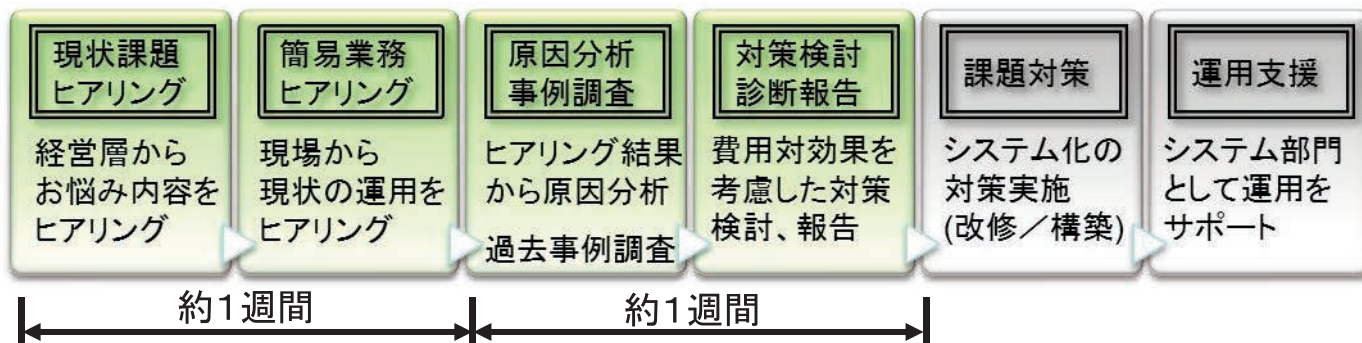 現状課題
ヒアリング
経営層から
お悩み内容を
ヒアリング
簡易業務
ヒアリング
現場から
現状の運用を
ヒアリング
原因分析
事例調査
ヒアリング結果
から原因分析
過去事例調査
対策検討
診断報告
費用対効果を
考慮した対策
検討、報告
課題対策
システム化の
対策実施
(改修／構築)
運用支援
システム部門
として運用を
サポート
約1週間
約1週間